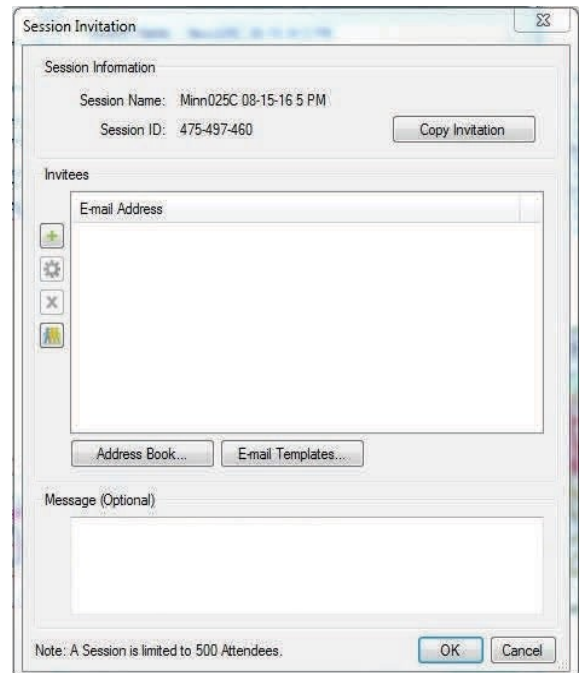 Session Invitation
Session Information
Session Name: Minn025C 08-15-16 5 PM
Session ID: 475-497-460
Copy Invitation
Invitees
E-mail Address
Address Book...
E-mail Templates...
Message (Optional)
Note: A Session is limited to 500 Attendees.
OK
Cancel